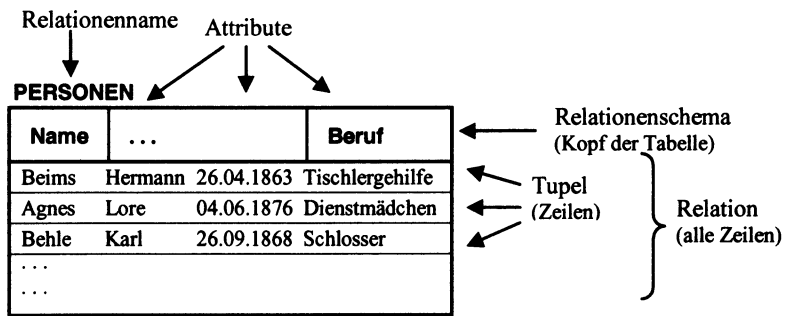 Relationenname
Attribute
PERSONEN
Name ... Beruf
Relationenschema
(Kopf der Tabelle)
Beims Hermann 26.04.1863 Tischlergehilfe
Agnes Lore 04.06.1876 Dienstmädchen
Behle Karl 26.09.1868 Schlosser
...
...
Tupel
(Zeilen)
Relation
(alle Zeilen)